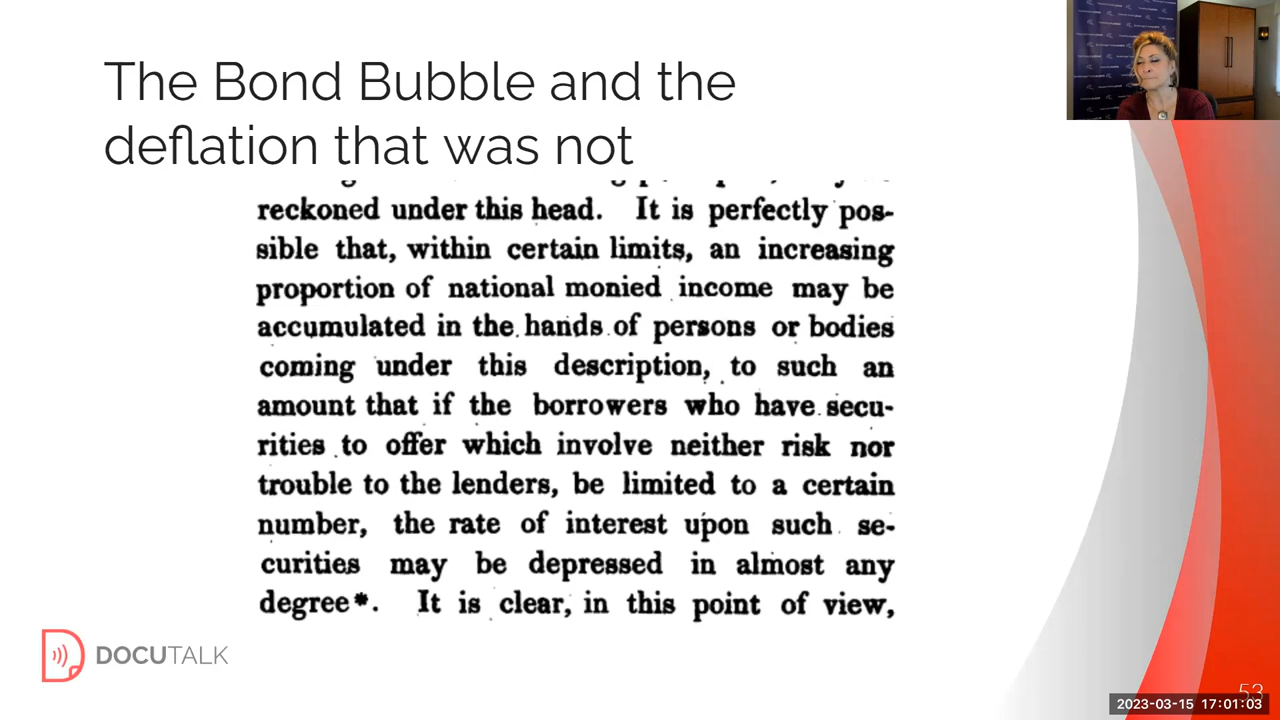 The Bond Bubble and the
deflation that was not
reckoned under this head. It is perfectly pos-
sible that, within certain limits, an increasing
proportion of national monied income may be
accumulated in the hands of persons or bodies
coming under this description, to such an
amount that if the borrowers who have secu-
rities to offer which involve neither risk nor
trouble to the lenders, be limited to a certain
number, the rate of interest upon such se-
curities may be depressed in almost any
degree*. It is clear, in this point of view,
DOCUTALK
53
2023-03-15 17:01:03